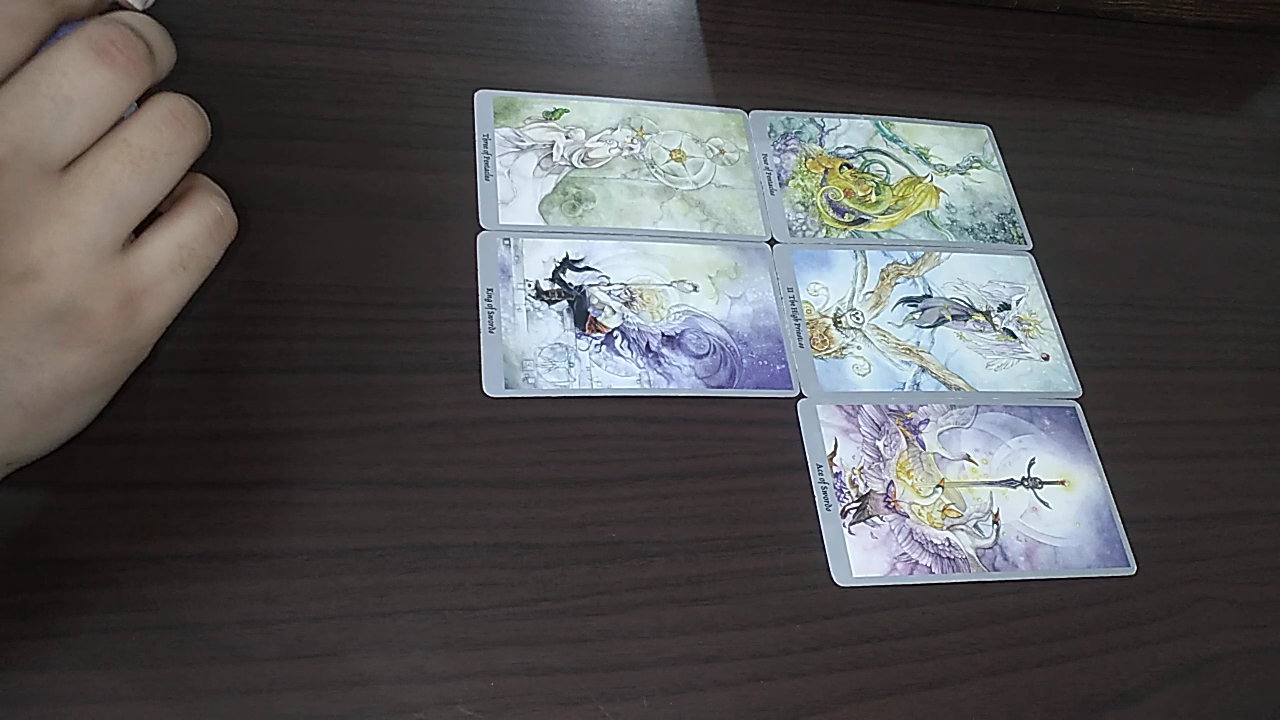 Three of Pentacles
Four of Pentacles
King of Swords
II The High Priestess
Ace of Swords